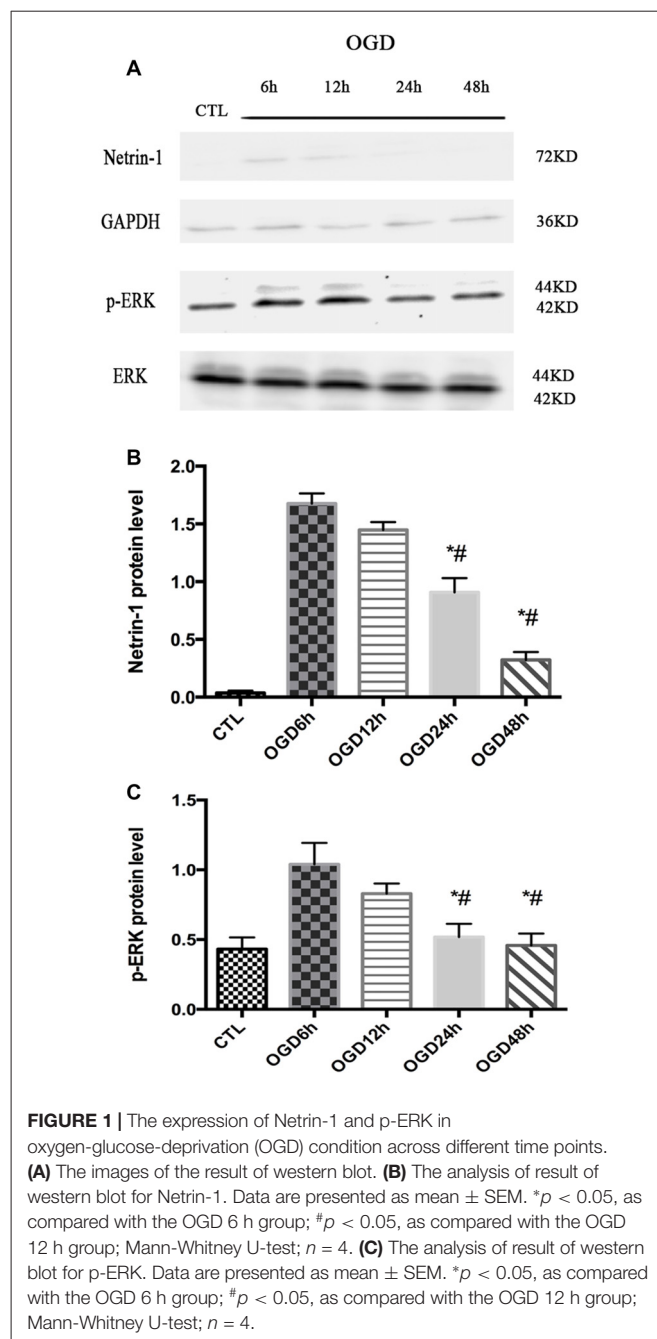 OGD
A
6h 12h 24h 48h
CTL
Netrin-1 72KD
GAPDH 36KD
p-ERK 44KD
42KD
ERK 44KD
42KD
B
Netrin-1 protein level
2.0
1.5
1.0
0.5
0.0
*#
*#
CTL OGD6h OGD12h OGD24h OGD48h
C
p-ERK protein level
1.5
1.0
0.5
0.0
*# *#
CTL OGD6h OGD12h OGD24h OGD48h
FIGURE 1 | The expression of Netrin-1 and p-ERK in
oxygen-glucose-deprivation (OGD) condition across different time points.
(A) The images of the result of western blot. (B) The analysis of result of
western blot for Netrin-1. Data are presented as mean ± SEM. *p < 0.05, as
compared with the OGD 6 h group; #p < 0.05, as compared with the OGD
12 h group; Mann-Whitney U-test; n = 4. (C) The analysis of result of western
blot for p-ERK. Data are presented as mean ± SEM. *p < 0.05, as compared
with the OGD 6 h group; #p < 0.05, as compared with the OGD 12 h group;
Mann-Whitney U-test; n = 4.